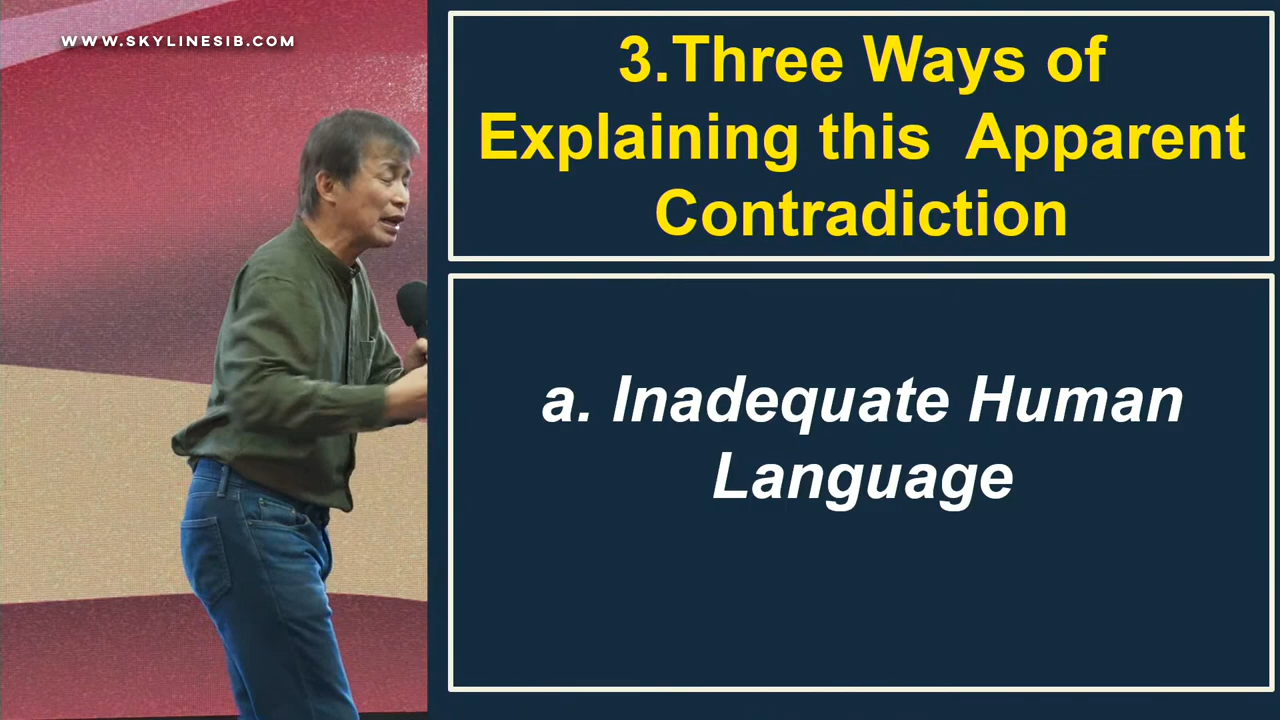 WWW.SKYLINESIB.COM
3.Three Ways of
Explaining this  Apparent
Contradiction
a. Inadequate Human
Language